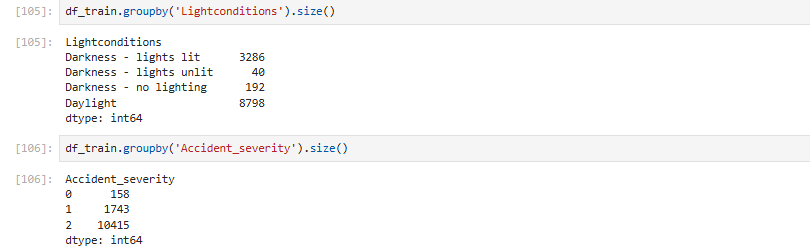 [105]: df_train.groupby('Lightconditions').size()
[105]: Lightconditions
Darkness - lights lit 3286
Darkness - lights unlit 40
Darkness - no lighting 192
Daylight 8798
dtype: int64
[106]: df_train.groupby('Accident_severity').size()
[106]: Accident_severity
0 158
1 1743
2 10415
dtype: int64